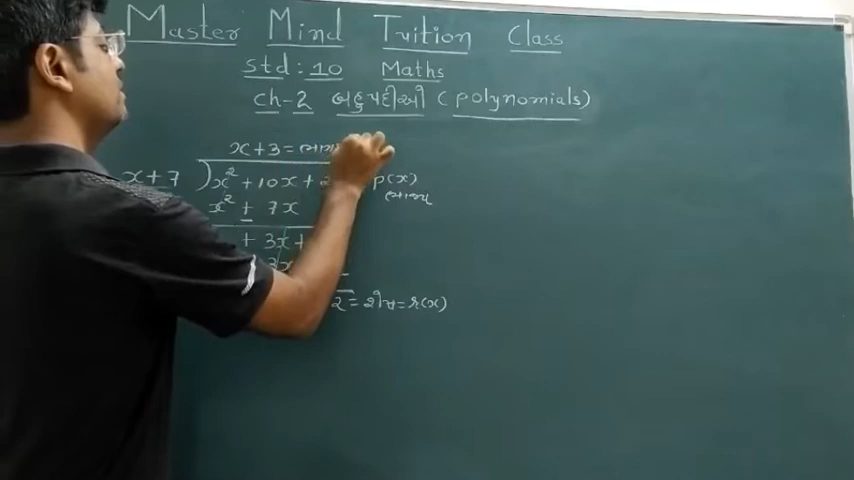 Master Mind Tuition Class
Std : 10 Maths
Ch-2 બહુપદીઓ (Polynomials)
x+3 =
x+7 ) x² + 10x + p(x)
ભાજ્ય
x² + 7x
+ 3x +
3x
2 = શેષ = r(x)